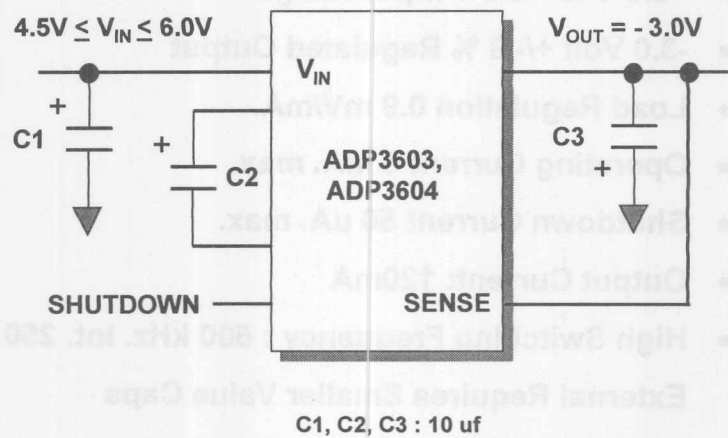 4.5V ≤ VIN ≤ 6.0V
VOUT = -3.0V
VIN
+
C1
+
C2
ADP3603,
ADP3604
C3
+
SHUTDOWN
SENSE
C1, C2, C3 : 10 uf
-3.0 Volt +/- 3 % Regulated Output
Load Regulation 0.9 mV/mA
Operating Current max.
Shutdown Current 50 uA. max.
Output Current: 120mA
High Switching Frequency : 500 kHz. Int. 250
External Requires Smaller Value Caps